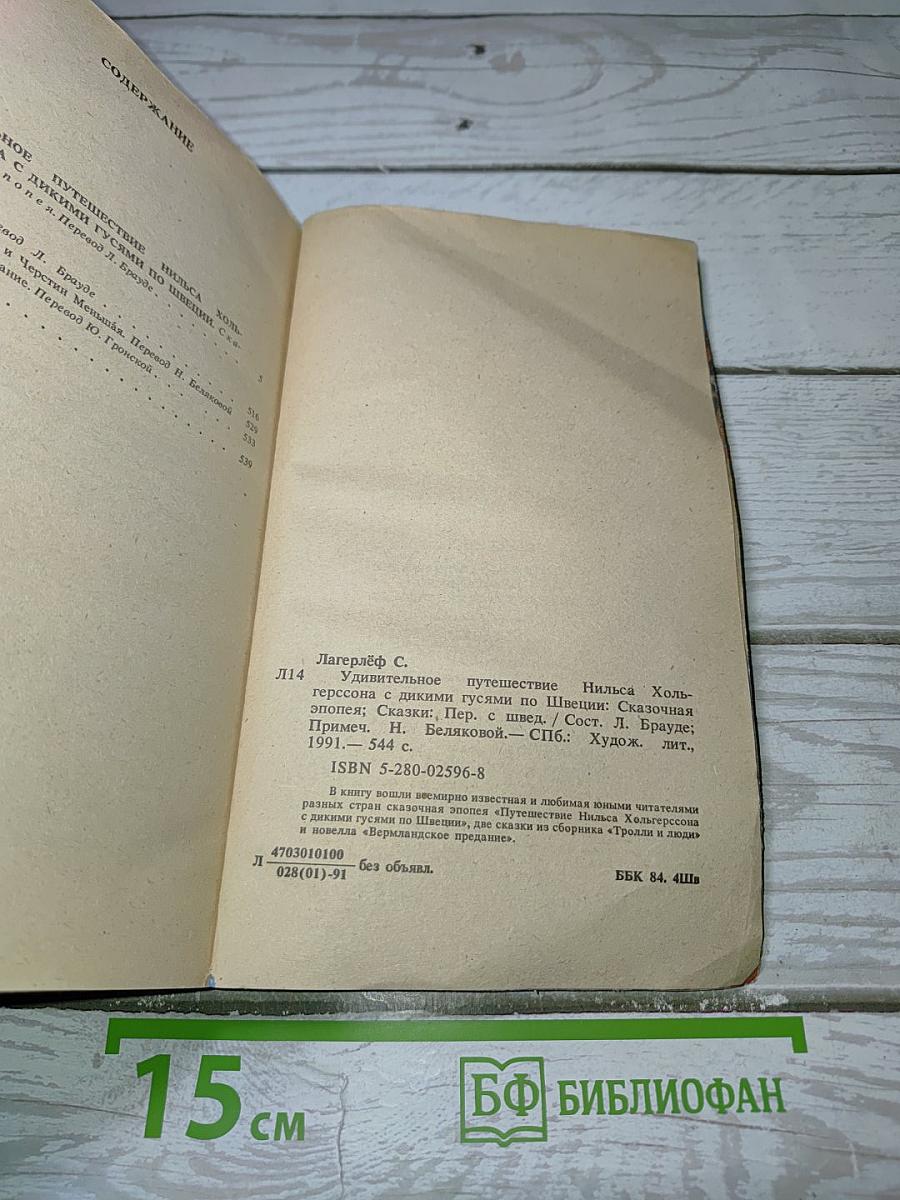 СОДЕРЖАНИЕ
ПУТЕШЕСТВИЕ НИЛЬСА ХОЛЬ-
С ДИКИМИ ГУСЯМИ ПО ШВЕЦИИ. Ска-
Перевод Л. Брауде . . . . 5
Л. Брауде . . . . 516
и Черстин Меньшая. Перевод Н. Беляковой 529
Перевод Ю. Гронской . . . . 533
. . . . 539
Лагерлёф С.
Л14 Удивительное путешествие Нильса Холь-
герссона с дикими гусями по Швеции: Сказочная
эпопея; Сказки: Пер. с швед. / Сост. Л. Брауде;
Примеч. Н. Беляковой.— СПб.: Худож. лит.,
1991.— 544 с.
ISBN 5-280-02596-8
В книгу вошли всемирно известная и любимая юными читателями
разных стран сказочная эпопея «Путешествие Нильса Хольгерссона
с дикими гусями по Швеции», две сказки из сборника «Тролли и люди»
и новелла «Вермландское предание».
Л 4703010100 без объявл.
028(01)-91
ББК 84. 4Шв
15 см
БФ БИБЛИОФАН